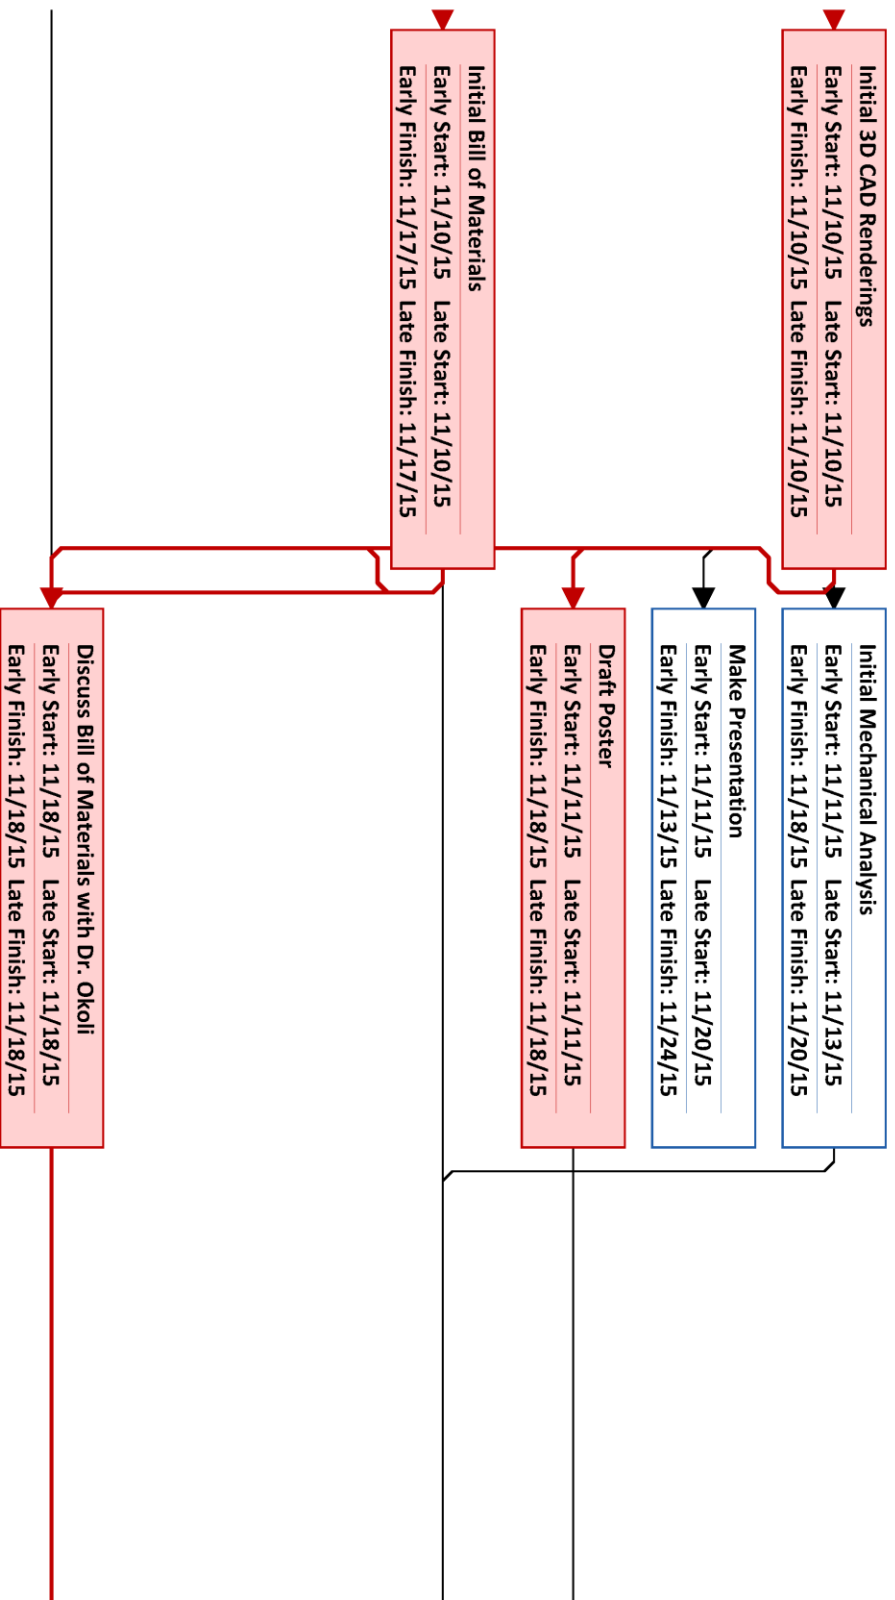 Initial 3D CAD Renderings
Early Start: 11/10/15 Late Start: 11/10/15
Early Finish: 11/10/15 Late Finish: 11/10/15
Initial Mechanical Analysis
Early Start: 11/11/15 Late Start: 11/13/15
Early Finish: 11/18/15 Late Finish: 11/20/15
Make Presentation
Early Start: 11/11/15 Late Start: 11/20/15
Early Finish: 11/13/15 Late Finish: 11/24/15
Draft Poster
Early Start: 11/11/15 Late Start: 11/11/15
Early Finish: 11/18/15 Late Finish: 11/18/15
Initial Bill of Materials
Early Start: 11/10/15 Late Start: 11/10/15
Early Finish: 11/17/15 Late Finish: 11/17/15
Discuss Bill of Materials with Dr. Okoli
Early Start: 11/18/15 Late Start: 11/18/15
Early Finish: 11/18/15 Late Finish: 11/18/15